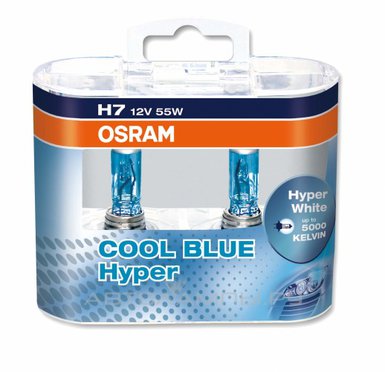 H7 12V 55W
OSRAM
Hyper
White
up to
5000
KELVIN
COOL BLUE
Hyper